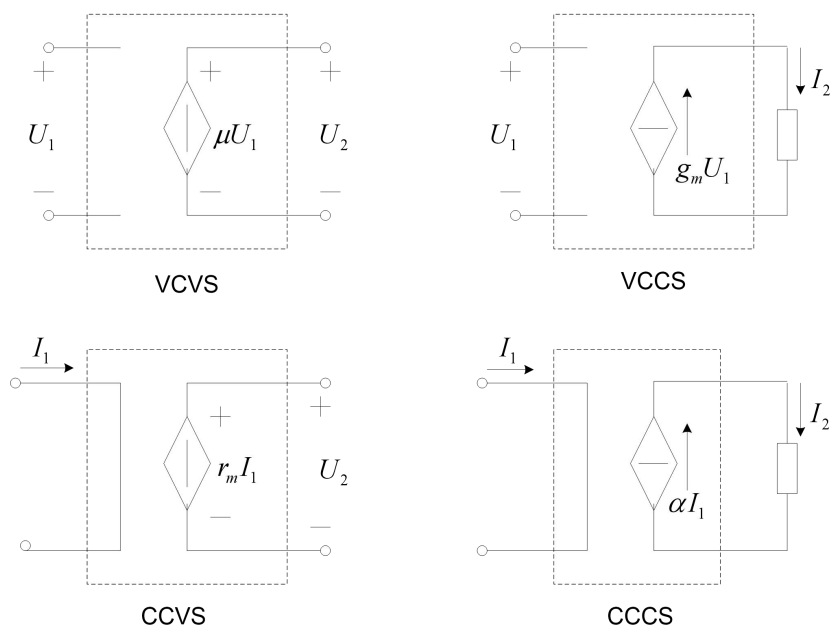 + + + I₂
U₁ μU₁ U₂ U₁ gₘU₁
− − −  −
VCVS VCCS
I₁ I₁
+ + I₂
rₘI₁ U₂ αI₁
− −
CCVS CCCS